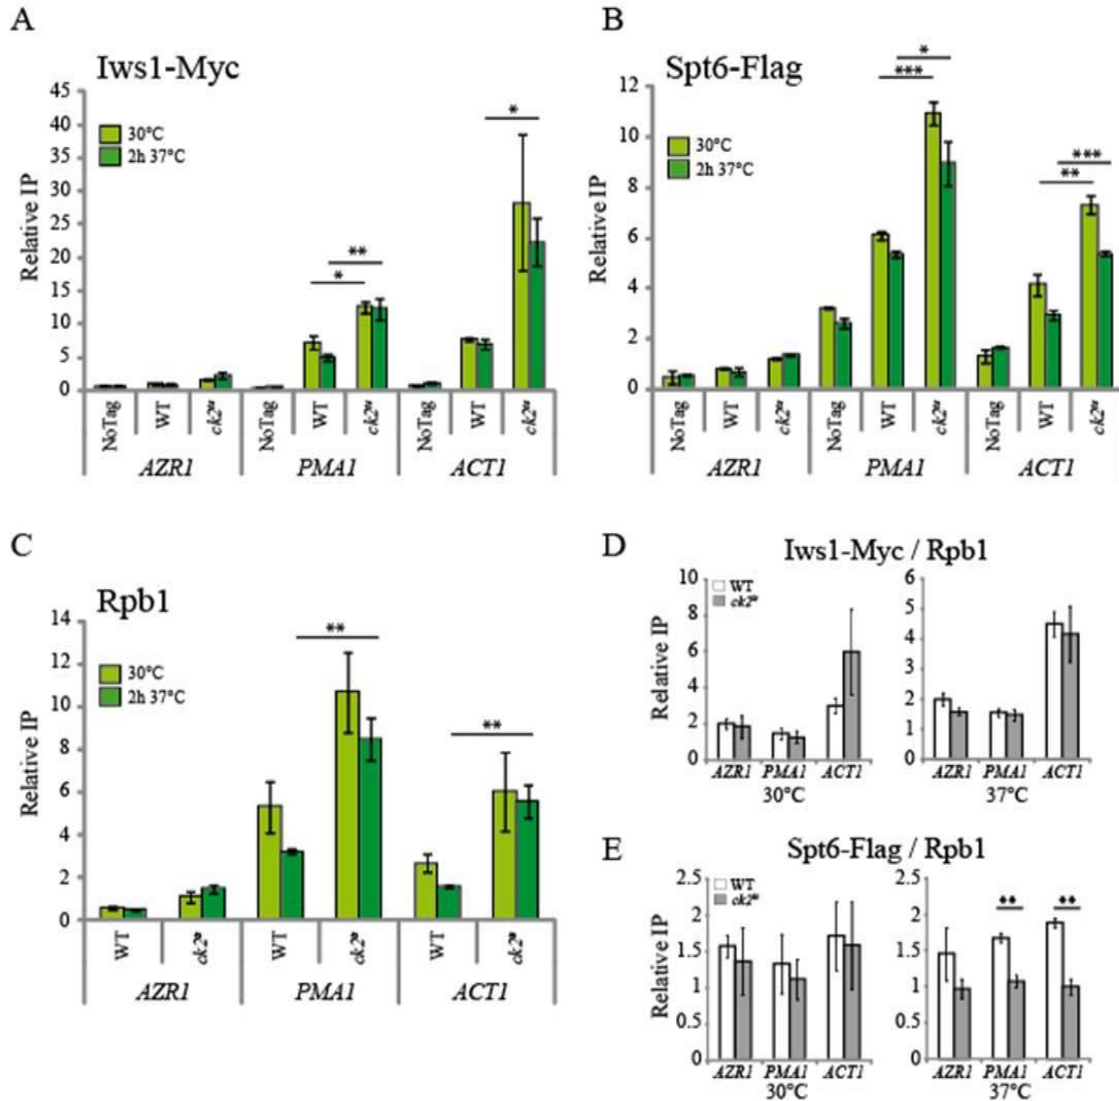 A
Iws1-Myc
Relative IP
45
40
35
30
25
20
15
10
5
0
30°C
2h 37°C
*
**
*
NoTag
WT
ck2ts
NoTag
WT
ck2ts
NoTag
WT
ck2ts
AZR1
PMA1
ACT1
B
Spt6-Flag
Relative IP
12
10
8
6
4
2
0
30°C
2h 37°C
*
***
***
**
NoTag
WT
ck2ts
NoTag
WT
ck2ts
NoTag
WT
ck2ts
AZR1
PMA1
ACT1
C
Rpb1
Relative IP
14
12
10
8
6
4
2
0
30°C
2h 37°C
**
**
WT
ck2ts
WT
ck2ts
WT
ck2ts
AZR1
PMA1
ACT1
D
Iws1-Myc / Rpb1
Relative IP
10
8
6
4
2
0
WT
ck2ts
AZR1 PMA1 ACT1
30°C
6
5
4
3
2
1
0
AZR1 PMA1 ACT1
37°C
E
Spt6-Flag / Rpb1
Relative IP
2.5
2
1.5
1
0.5
0
WT
ck2ts
AZR1 PMA1 ACT1
30°C
2.5
2
1.5
1
0.5
0
** **
AZR1 PMA1 ACT1
37°C